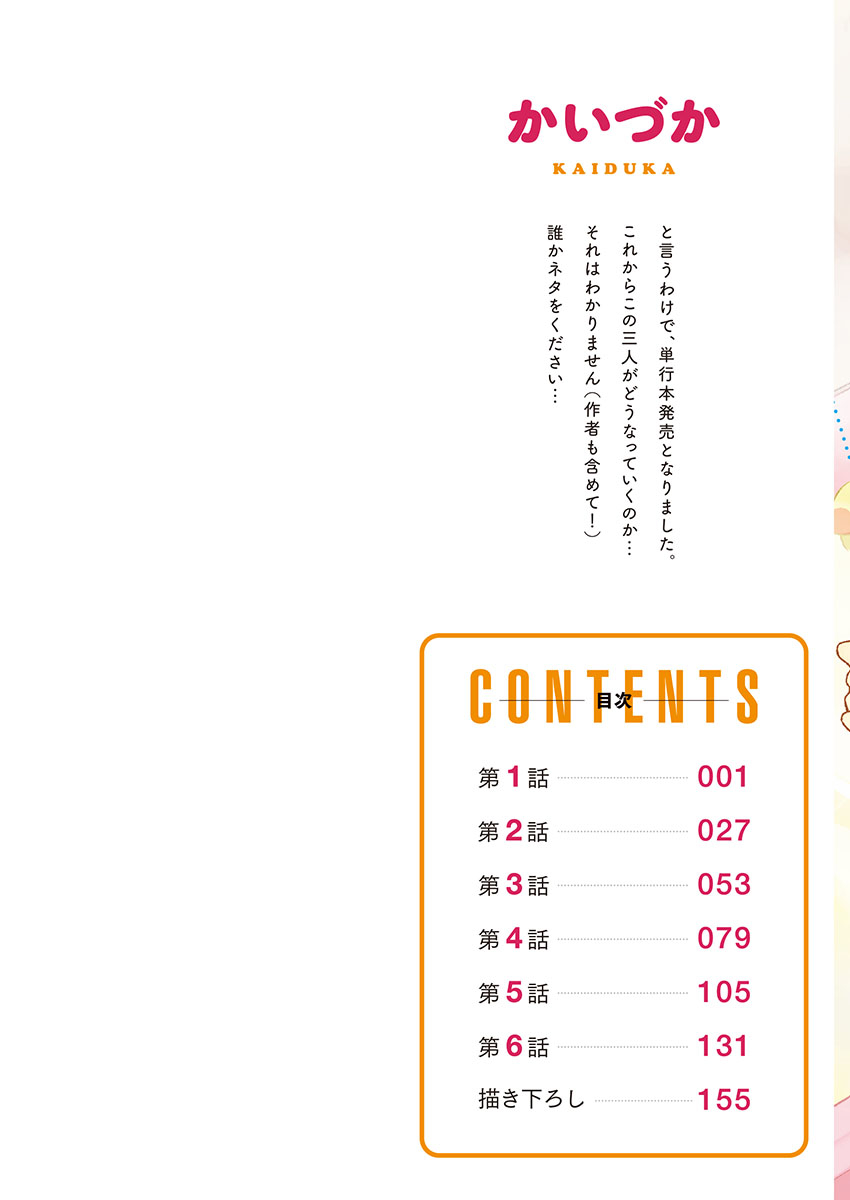 かいづか
KAIDUKA
と言うわけで、単行本発売となりました。
これからこの三人がどうなっていくのか…
それはわかりません（作者も含めて！）
誰かネタをください…
CONTENTS
目次
第1話 001
第2話 027
第3話 053
第4話 079
第5話 105
第6話 131
描き下ろし 155